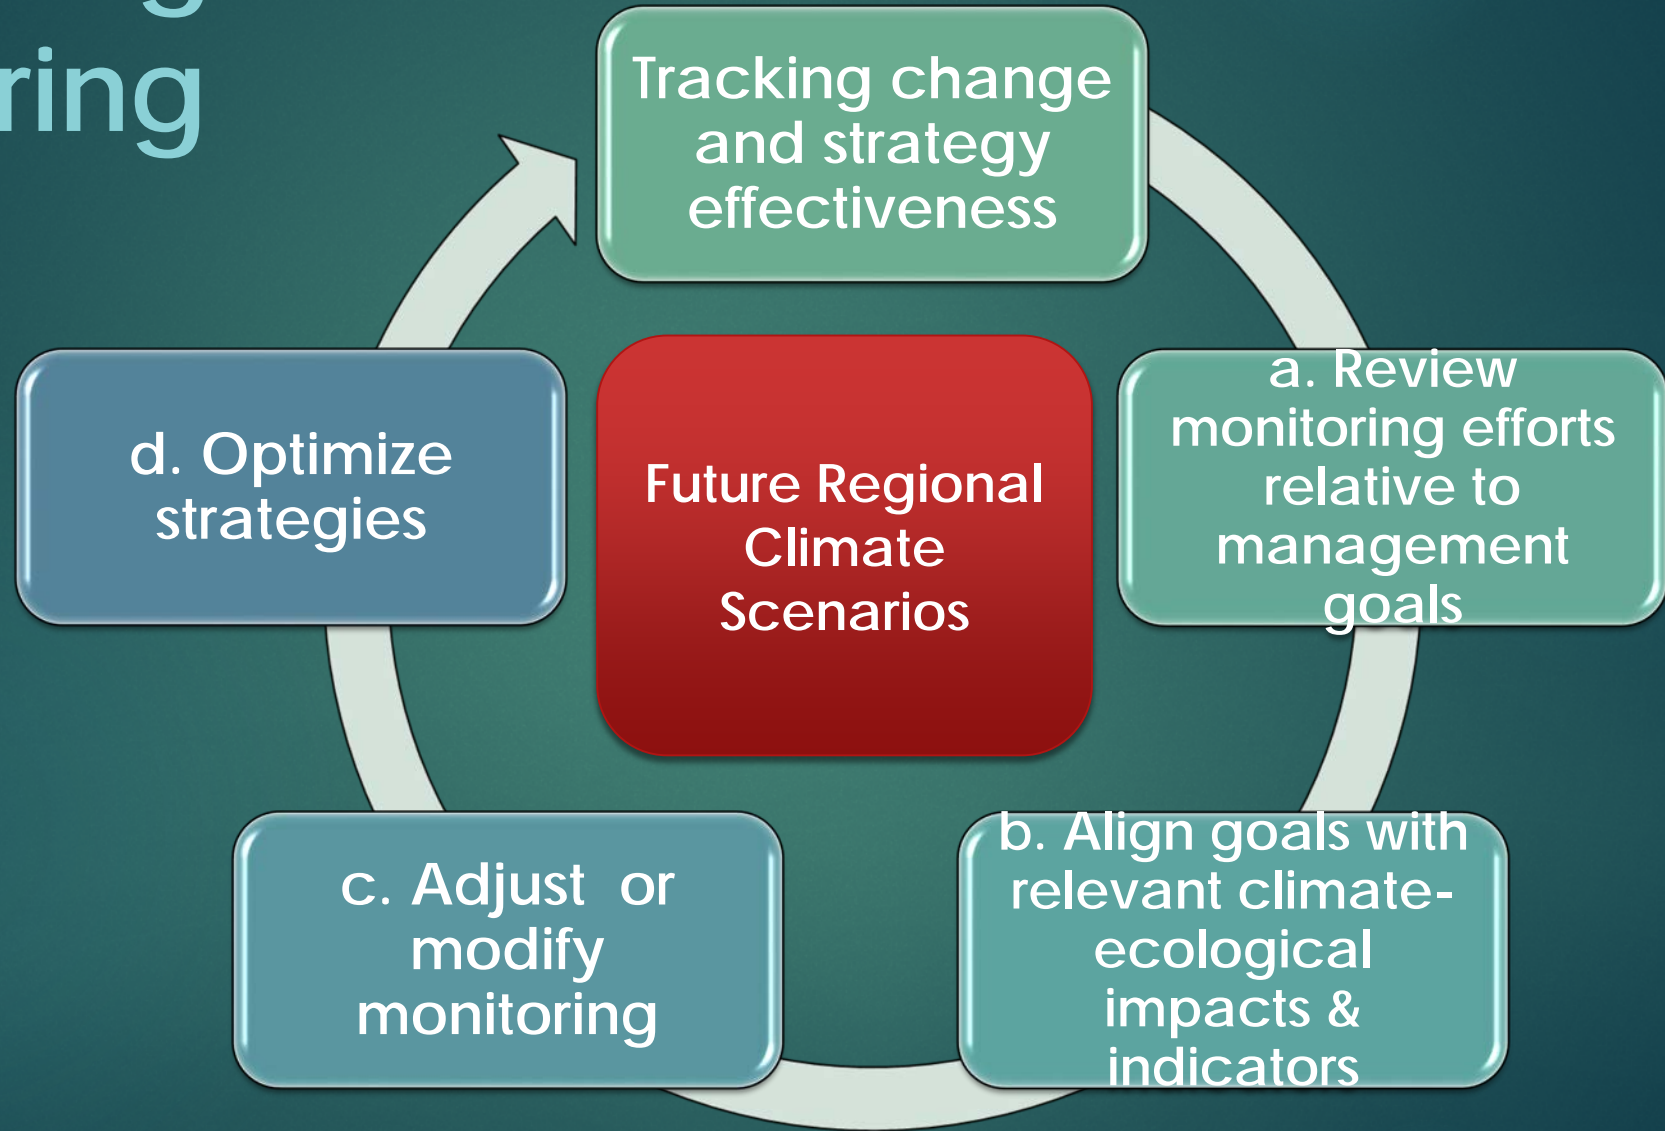 Tracking change
and strategy
effectiveness
a. Review
monitoring efforts
relative to
management
goals
b. Align goals with
relevant climate-
ecological
impacts &
indicators
c. Adjust or
modify
monitoring
d. Optimize
strategies
Future Regional
Climate
Scenarios